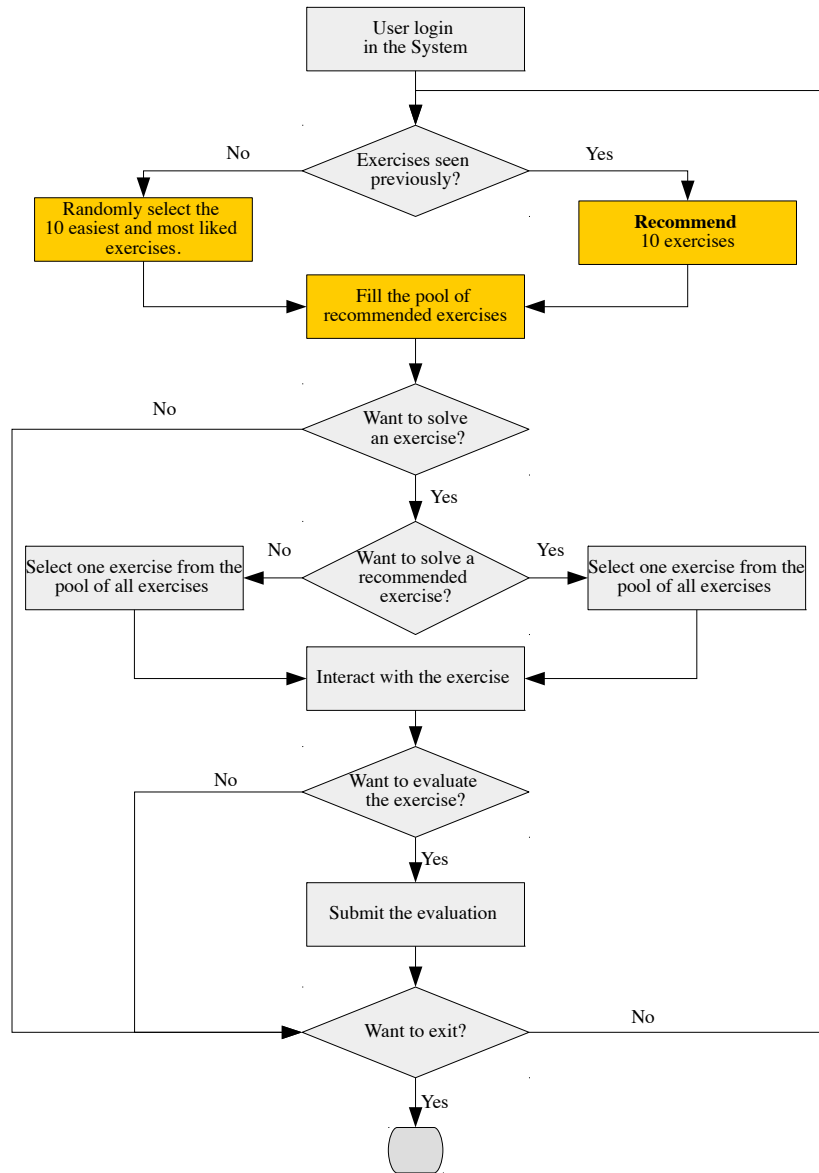 User login
in the System
Exercises seen
previously?
No
Yes
Randomly select the
10 easiest and most liked
exercises.
Recommend
10 exercises
Fill the pool of
recommended exercises
No
Want to solve
an exercise?
Yes
Select one exercise from the
pool of all exercises
No
Want to solve a
recommended
exercise?
Yes
Select one exercise from the
pool of all exercises
Interact with the exercise
No
Want to evaluate
the exercise?
Yes
Submit the evaluation
Want to exit?
No
Yes